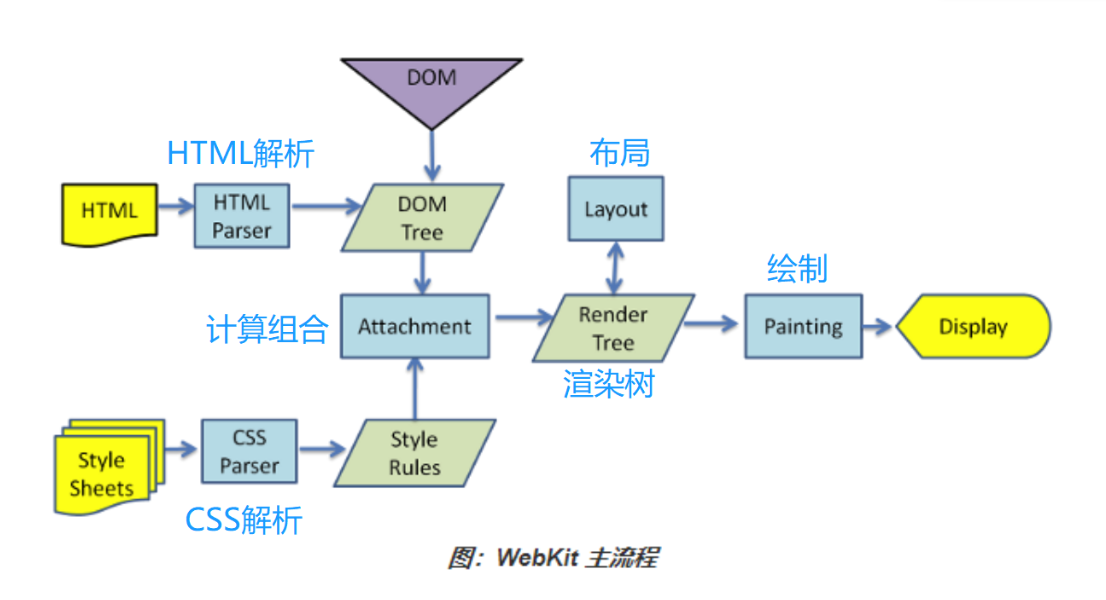 DOM
HTML解析
布局
HTML
HTML
Parser
DOM
Tree
Layout
绘制
计算组合
Attachment
Render
Tree
Painting
Display
渲染树
Style
Sheets
CSS
Parser
Style
Rules
CSS解析
图：WebKit 主流程